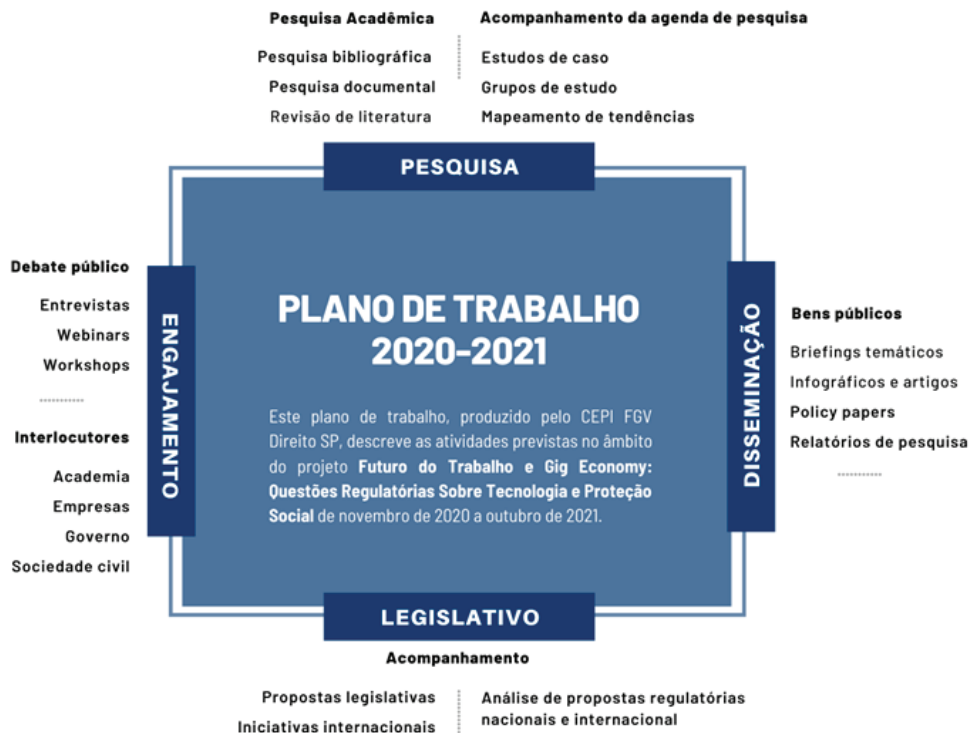 Pesquisa Acadêmica
Pesquisa bibliográfica
Pesquisa documental
Revisão de literatura
Acompanhamento da agenda de pesquisa
Estudos de caso
Grupos de estudo
Mapeamento de tendências
PESQUISA
Debate público
Entrevistas
Webinars
Workshops
Interlocutores
Academia
Empresas
Governo
Sociedade civil
ENGAJAMENTO
PLANO DE TRABALHO
2020-2021
Este plano de trabalho, produzido pelo CEPI FGV
Direito SP, descreve as atividades previstas no âmbito
do projeto Futuro do Trabalho e Gig Economy:
Questões Regulatórias Sobre Tecnologia e Proteção
Social de novembro de 2020 a outubro de 2021.
DISSEMINAÇÃO
Bens públicos
Briefings temáticos
Infográficos e artigos
Policy papers
Relatórios de pesquisa
LEGISLATIVO
Acompanhamento
Propostas legislativas
Iniciativas internacionais
Análise de propostas regulatórias
nacionais e internacional